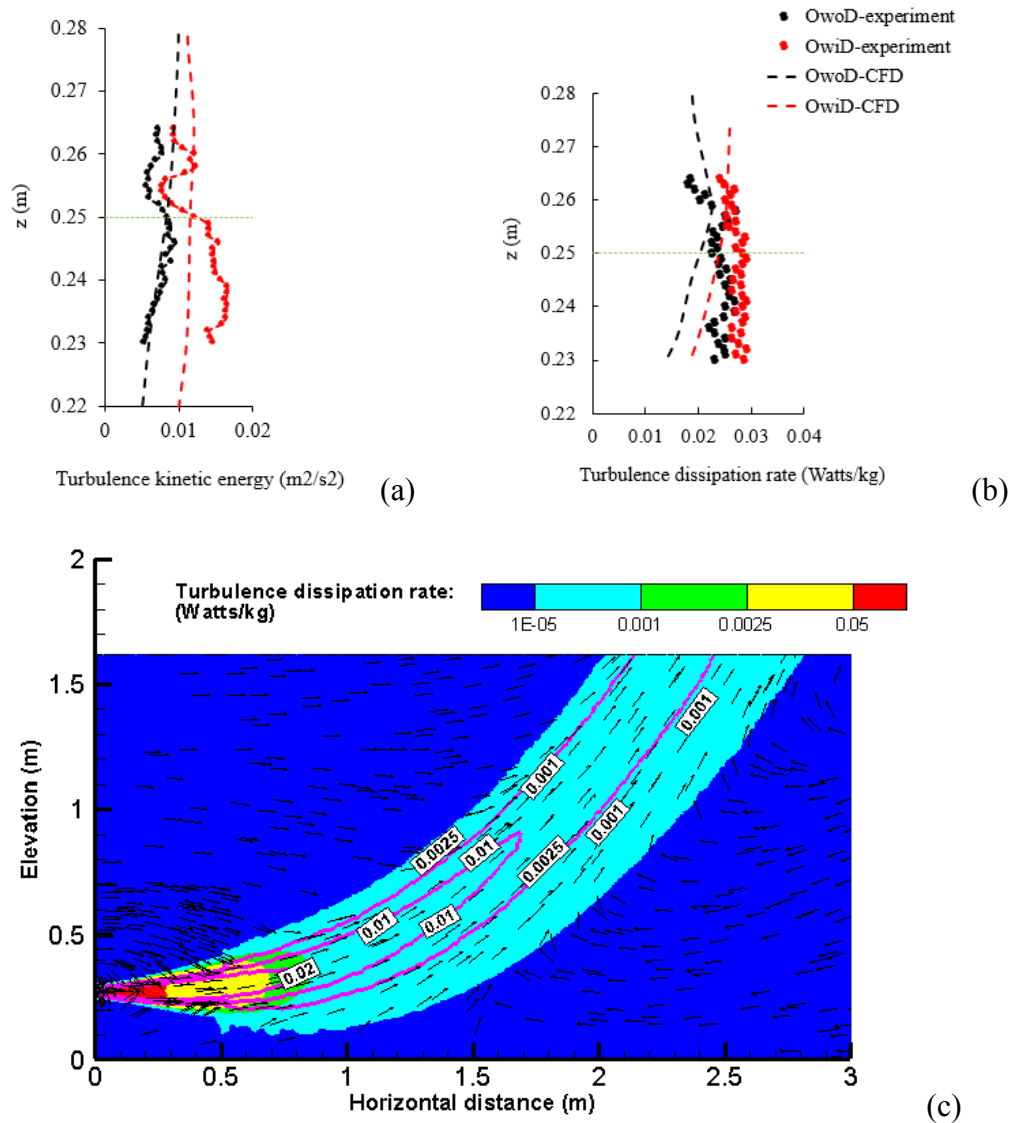 OwoD-experiment
OwiD-experiment
OwoD-CFD
OwiD-CFD
0.28
0.27
0.26
0.25
0.24
0.23
0.22
z (m)
0
0.01
0.02
Turbulence kinetic energy (m2/s2)
(a)
0.28
0.27
0.26
0.25
0.24
0.23
0.22
z (m)
0
0.01
0.02
0.03
0.04
Turbulence dissipation rate (Watts/kg)
(b)
2
1.5
1
0.5
0
Elevation (m)
Turbulence dissipation rate:
(Watts/kg)
1E-05
0.001
0.0025
0.05
0.001
0.001
0.001
0.0025
0.01
0.0025
0.01
0.01
0.02
0
0.5
1
1.5
2
2.5
3
Horizontal distance (m)
(c)